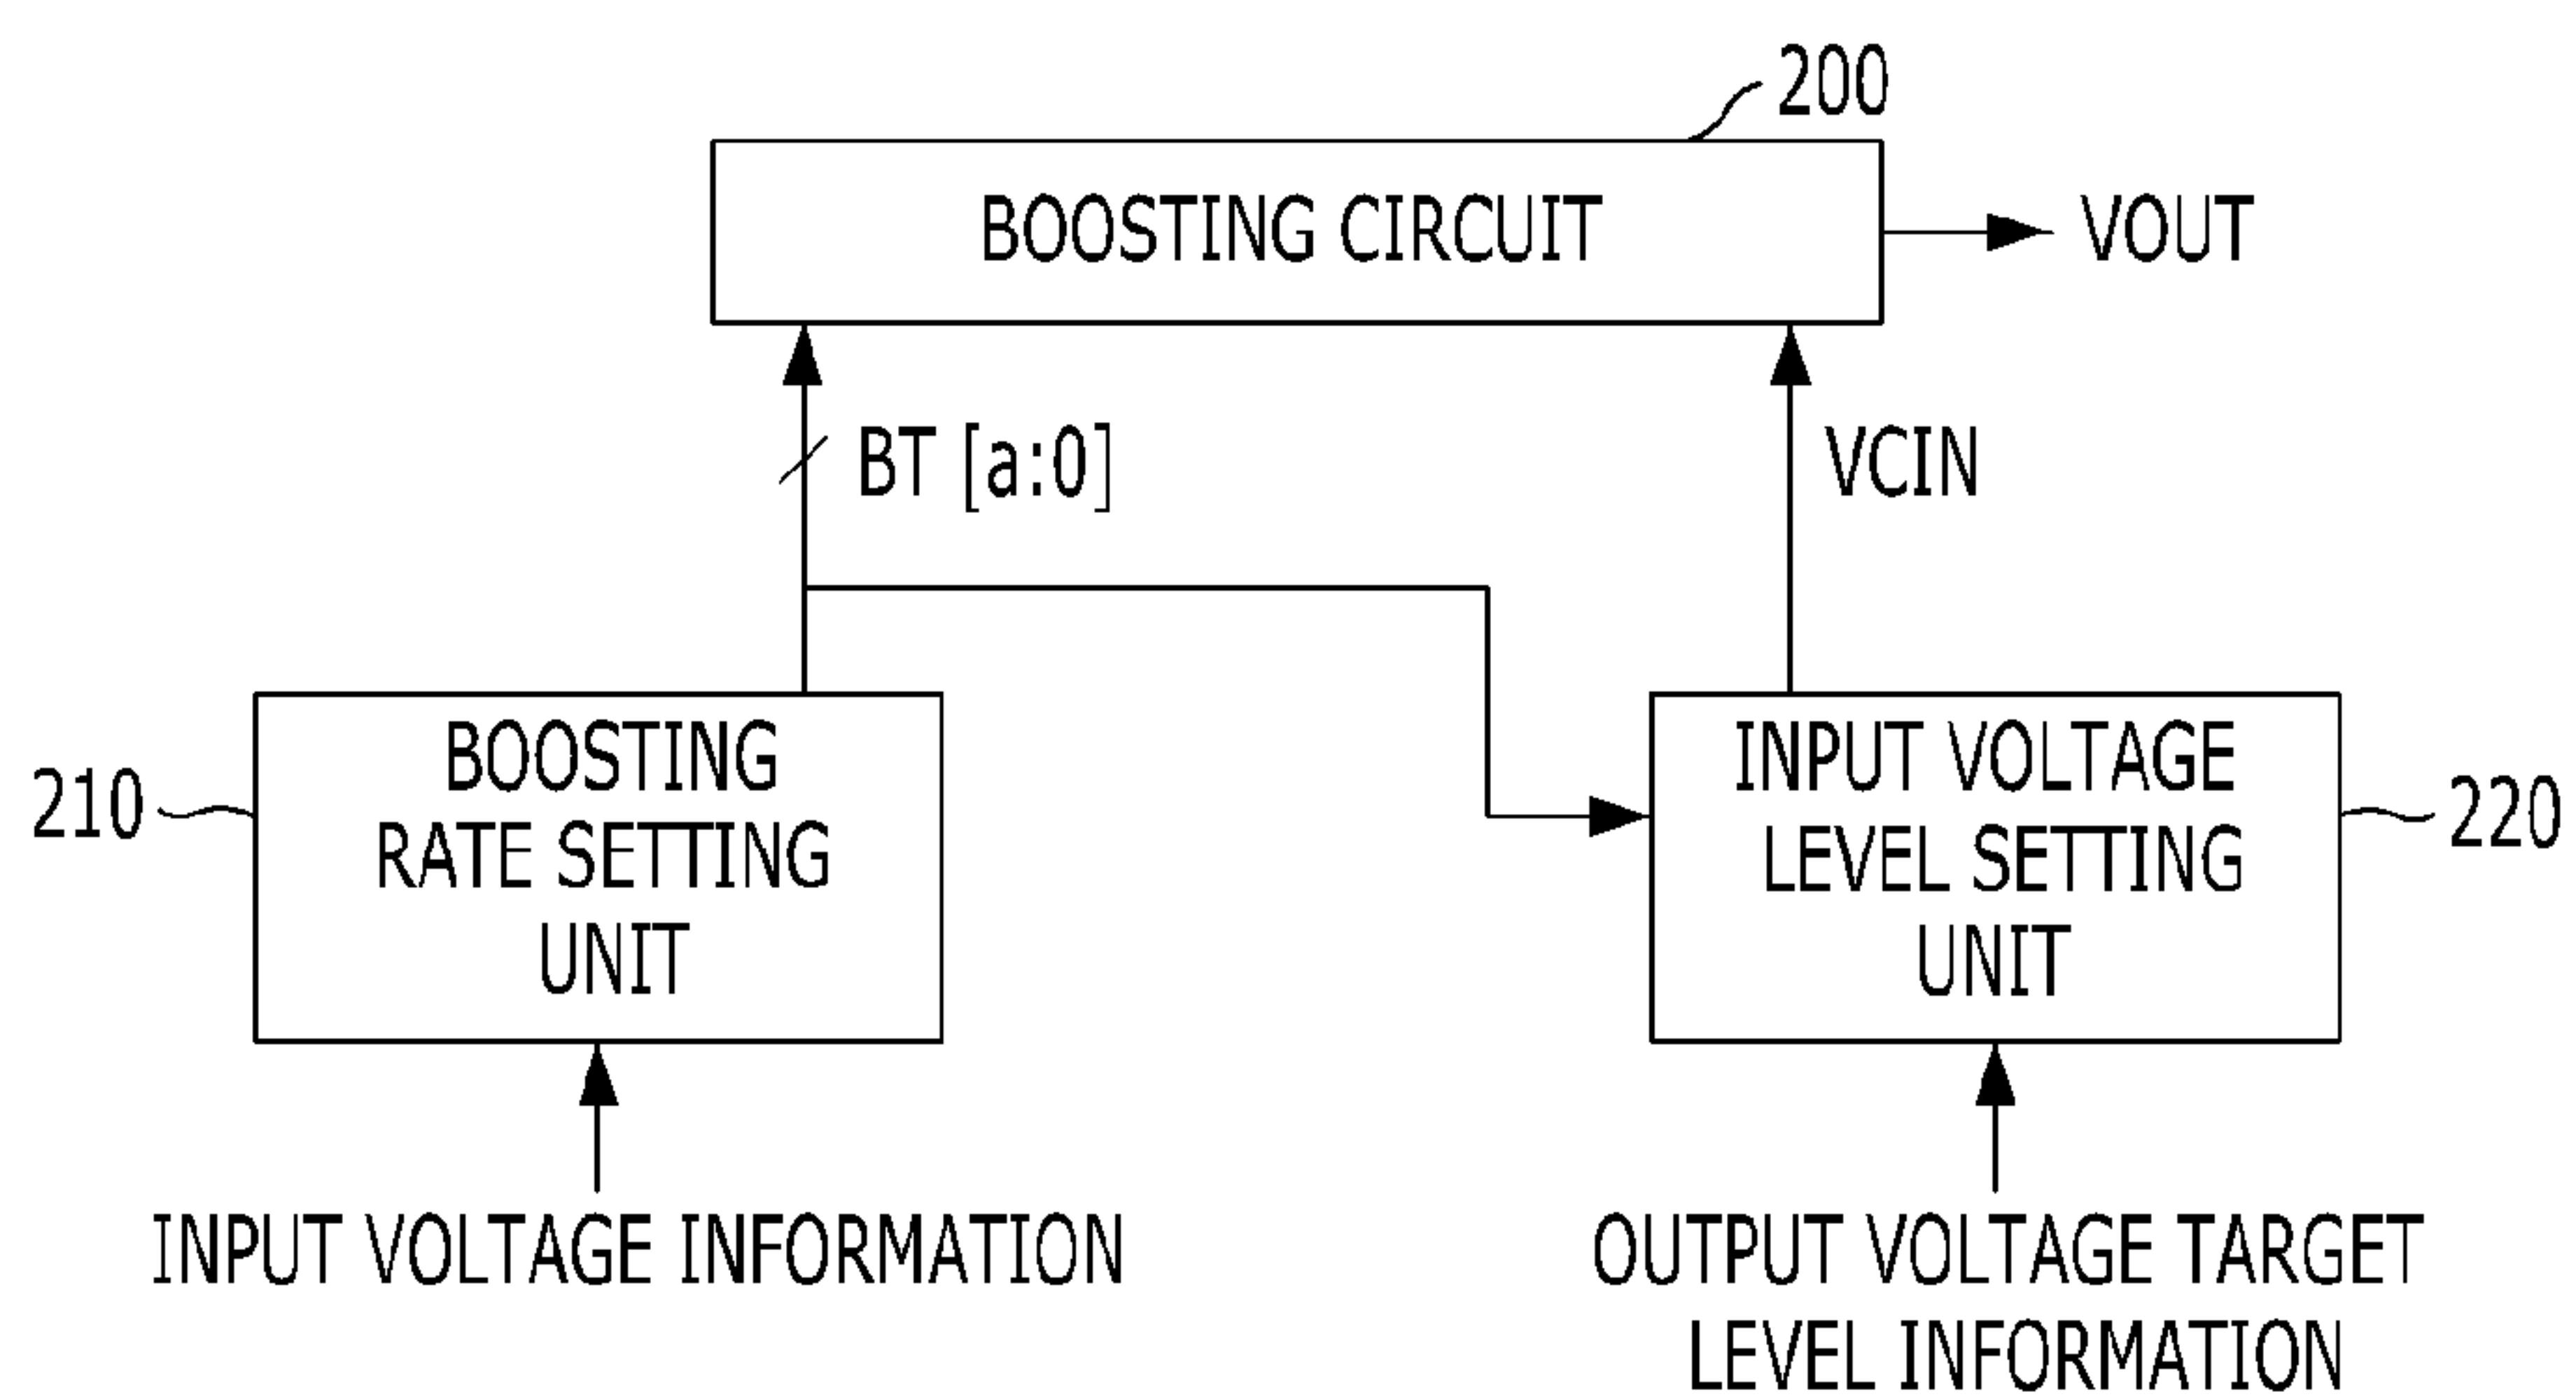 200
BOOSTING CIRCUIT
VOUT
BT [a:0]
VCIN
210
BOOSTING
RATE SETTING
UNIT
INPUT VOLTAGE
LEVEL SETTING
UNIT
220
INPUT VOLTAGE INFORMATION
OUTPUT VOLTAGE TARGET
LEVEL INFORMATION